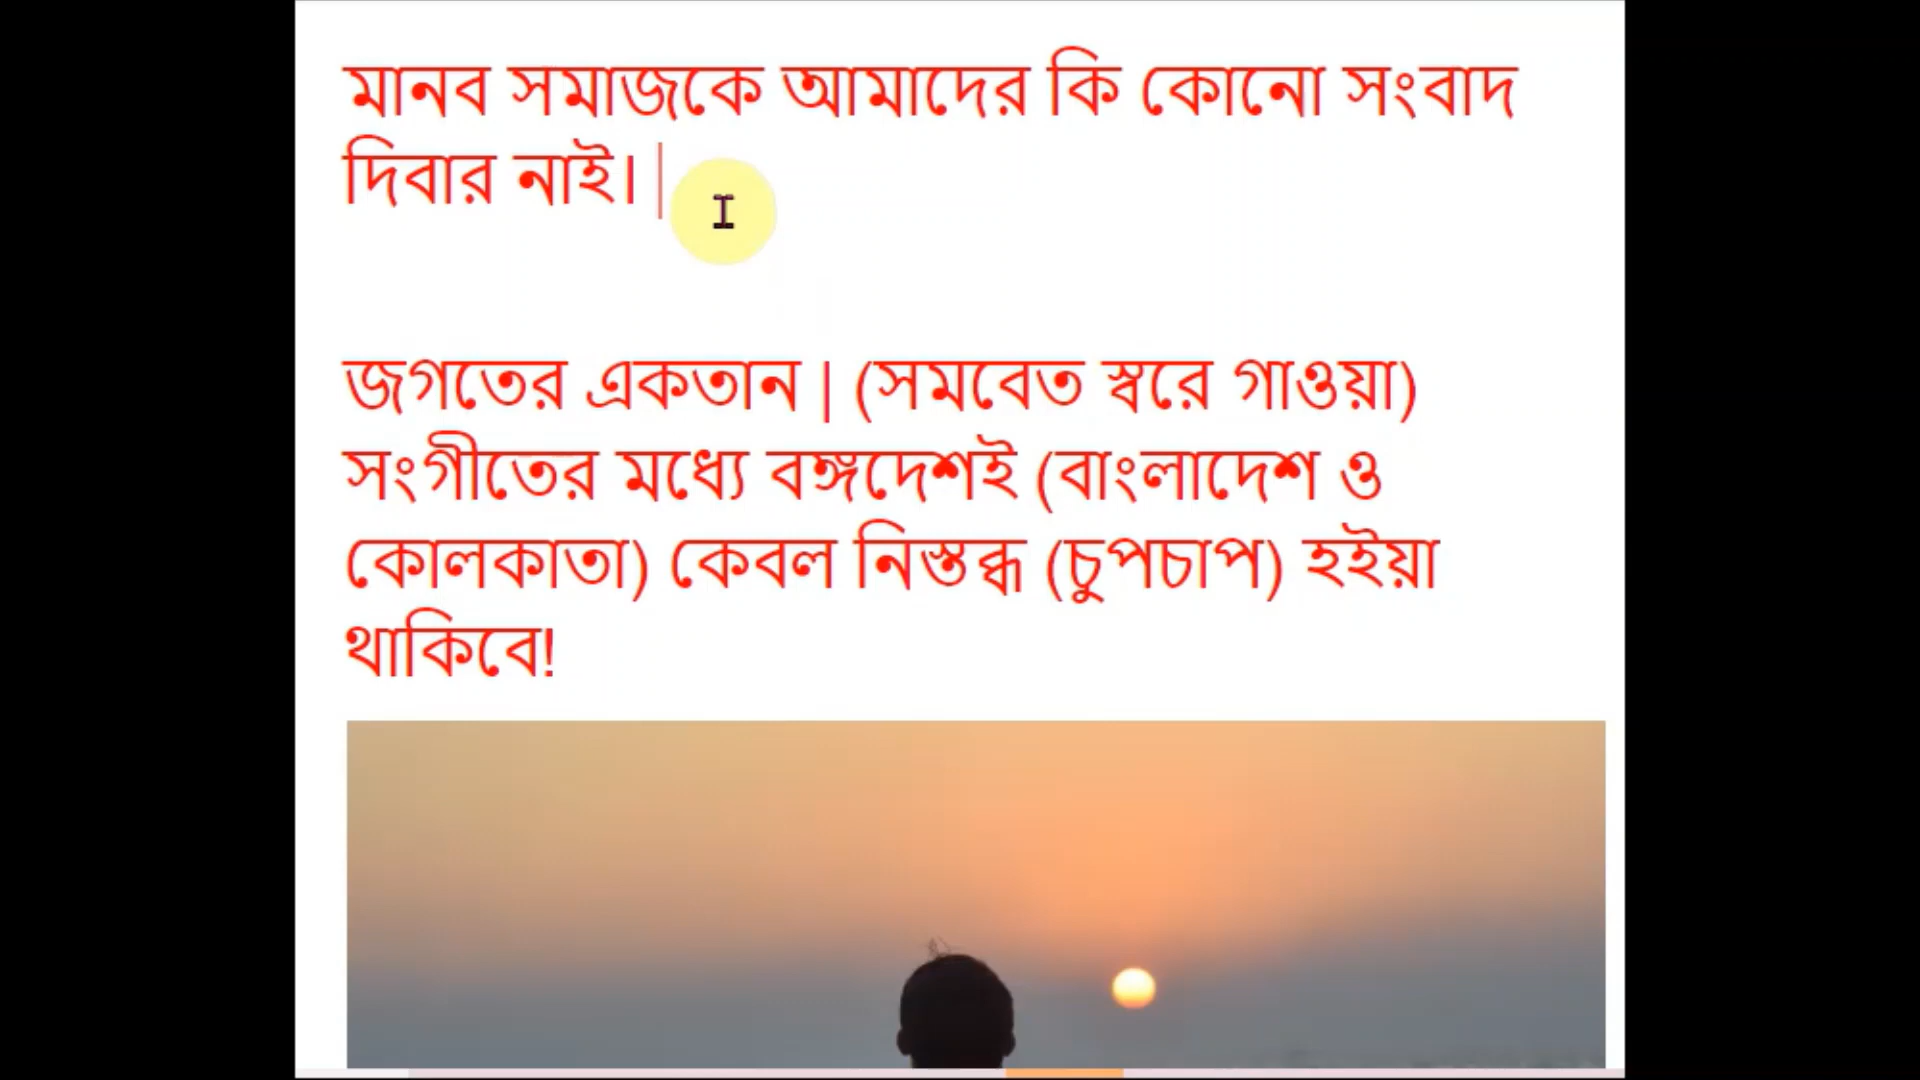 মানব সমাজকে আমাদের কি কোনো সংবাদ
দিবার নাই।
জগতের একতান | (সমবেত স্বরে গাওয়া)
সংগীতের মধ্যে বঙ্গদেশই (বাংলাদেশ ও
কোলকাতা) কেবল নিস্তব্ধ (চুপচাপ) হইয়া
থাকিবে!